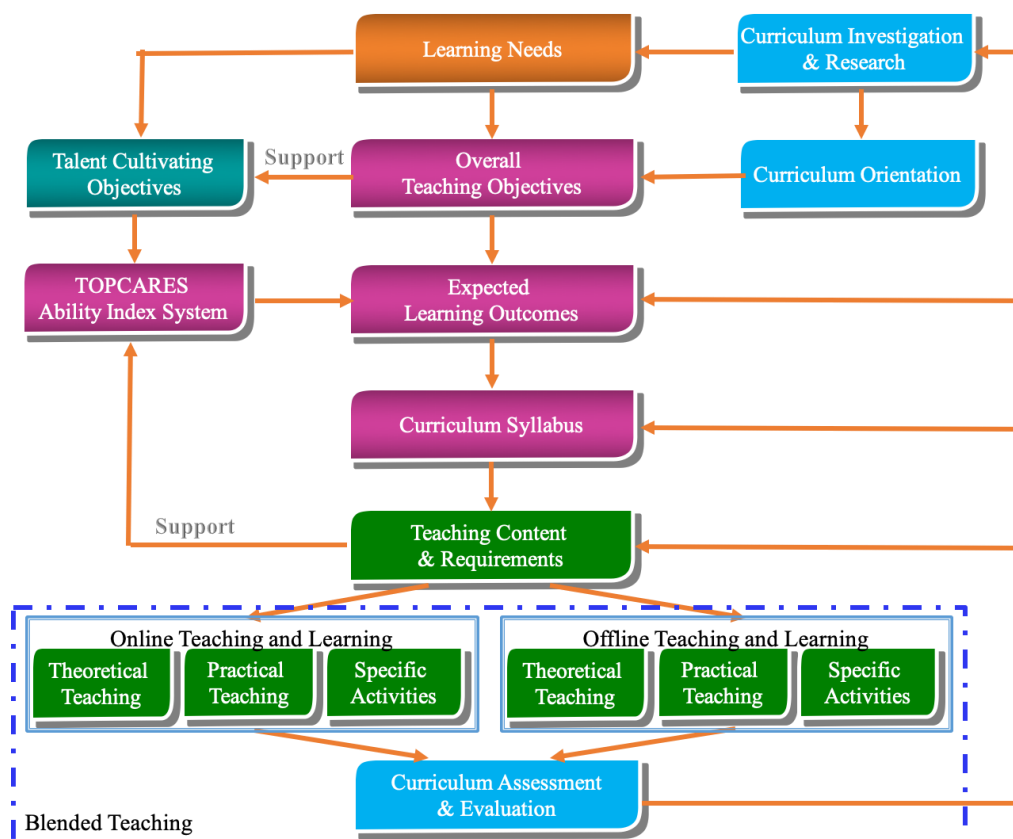 Learning Needs
Curriculum Investigation
& Research
Talent Cultivating
Objectives
Support
Overall
Teaching Objectives
Curriculum Orientation
TOPCARES
Ability Index System
Expected
Learning Outcomes
Curriculum Syllabus
Support
Teaching Content
& Requirements
Online Teaching and Learning
Theoretical
Teaching
Practical
Teaching
Specific
Activities
Offline Teaching and Learning
Theoretical
Teaching
Practical
Teaching
Specific
Activities
Curriculum Assessment
& Evaluation
Blended Teaching